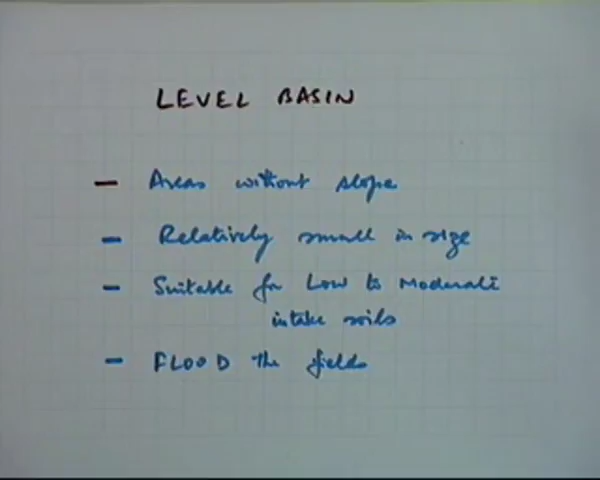 LEVEL BASIN
— Areas without slope
— Relatively small in size
— Suitable for Low to Moderate
intake soils
— FLOOD the fields